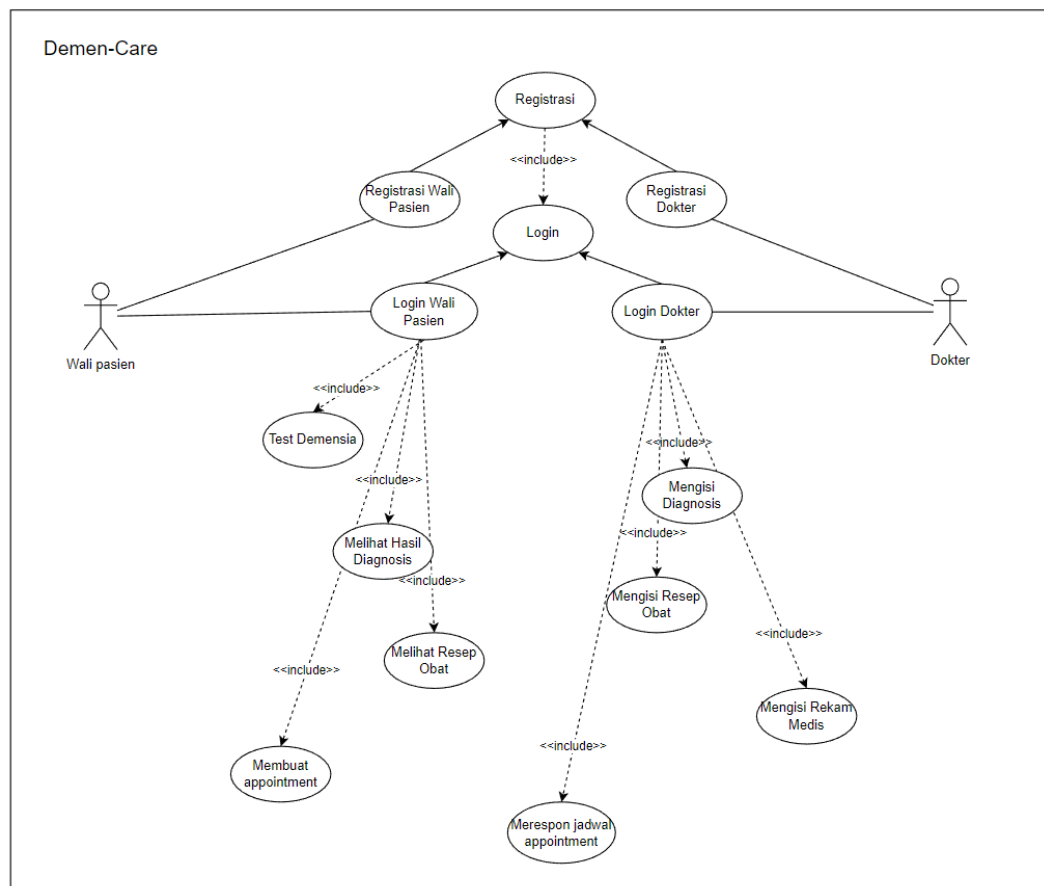 Demen-Care
Registrasi
<<include>>
Registrasi Wali
Pasien
Registrasi
Dokter
Login
Login Wali
Pasien
Login Dokter
Wali pasien
Dokter
<<include>>
Test Demensia
<<include>>
Mengisi
Diagnosis
<<include>>
Melihat Hasil
Diagnosis
<<include>>
<<include>>
Mengisi Resep
Obat
<<include>>
Melihat Resep
Obat
<<include>>
<<include>>
Mengisi Rekam
Medis
Membuat
appointment
<<include>>
Merespon jadwal
appointment